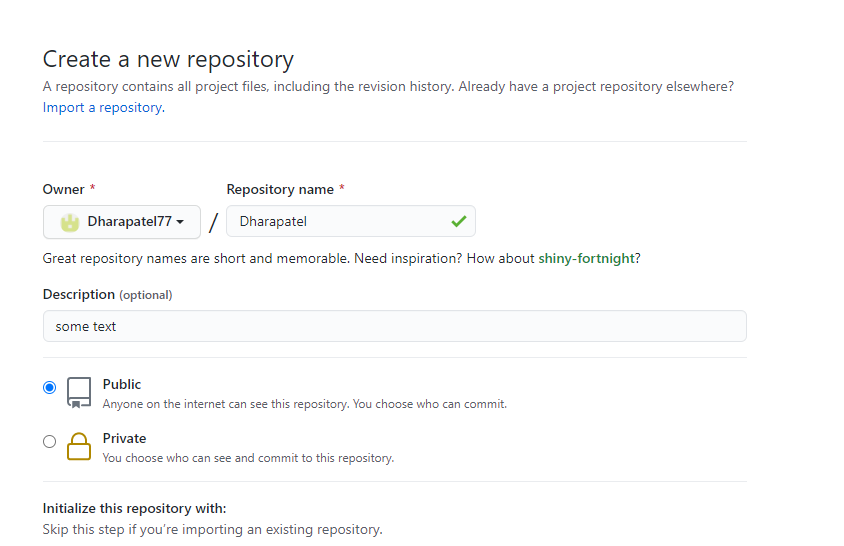 Create a new repository
A repository contains all project files, including the revision history. Already have a project repository elsewhere?
Import a repository.
Owner * Repository name *
Dharapatel77 / Dharapatel
Great repository names are short and memorable. Need inspiration? How about shiny-fortnight?
Description (optional)
some text
Public
Anyone on the internet can see this repository. You choose who can commit.
Private
You choose who can see and commit to this repository.
Initialize this repository with:
Skip this step if you're importing an existing repository.